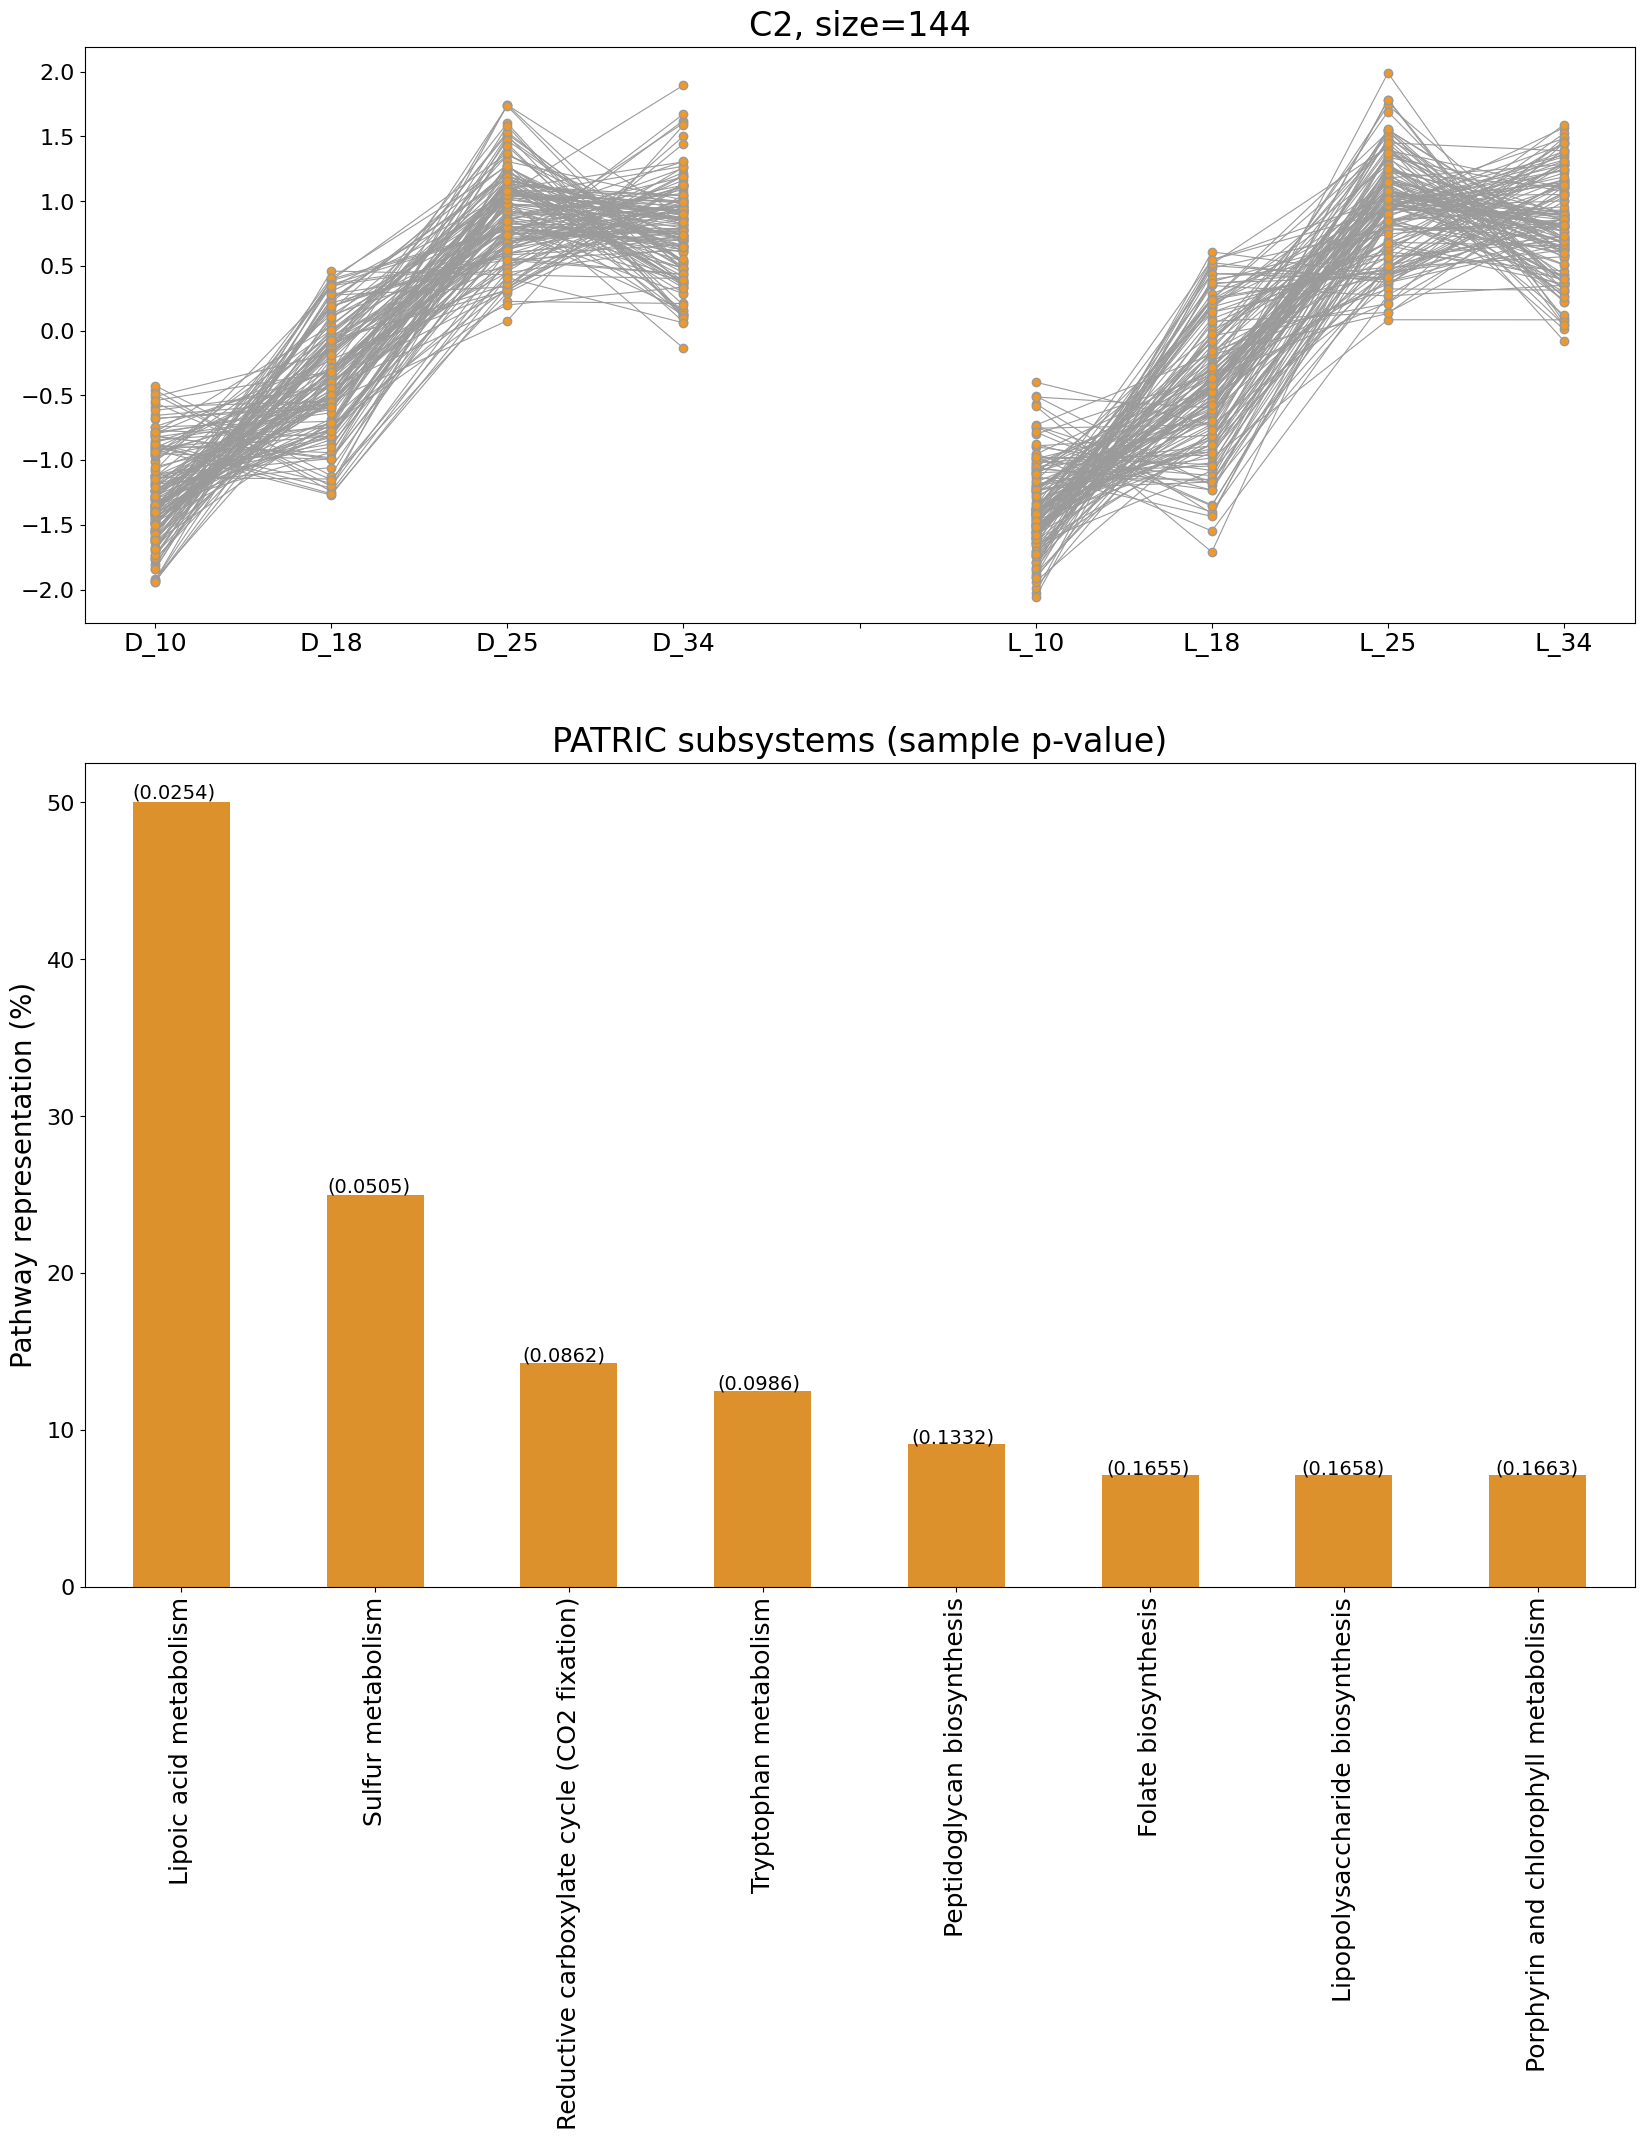 C2, size=144
2.0
1.5
1.0
0.5
0.0
−0.5
−1.0
−1.5
−2.0
D_10 D_18 D_25 D_34 L_10 L_18 L_25 L_34
PATRIC subsystems (sample p-value)
Pathway representation (%)
50
40
30
20
10
0
(0.0254)
(0.0505)
(0.0862)
(0.0986)
(0.1332)
(0.1655)
(0.1658)
(0.1663)
Lipoic acid metabolism
Sulfur metabolism
Reductive carboxylate cycle (CO2 fixation)
Tryptophan metabolism
Peptidoglycan biosynthesis
Folate biosynthesis
Lipopolysaccharide biosynthesis
Porphyrin and chlorophyll metabolism